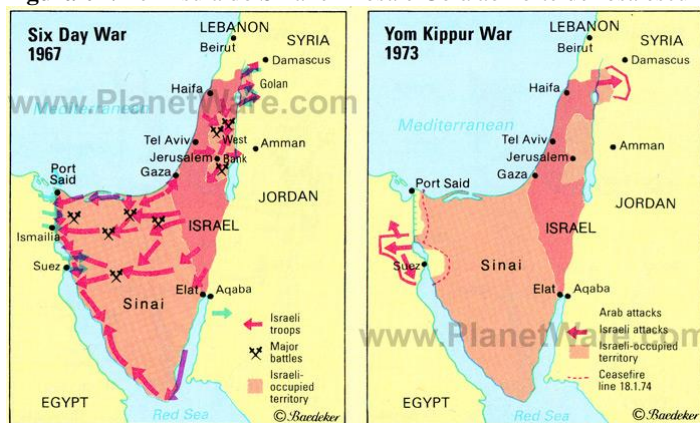 Six Day War
1967
LEBANON
Beirut
SYRIA
Damascus
Haifa
Golan
www.PlanetWare.com
Mediterranean
Tel Aviv
West
Bank
Jerusalem
Amman
Gaza
Port
Said
JORDAN
ISRAEL
Ismailia
Suez
Sinai
Elat
Aqaba
Israeli
troops
Major
battles
Israeli-
occupied
territory
EGYPT
Red Sea
© Baedeker
Yom Kippur War
1973
LEBANON
Beirut
SYRIA
Damascus
Haifa
www.PlanetWare.com
Mediterranean
Tel Aviv
Amman
Jerusalem
Gaza
Port Said
JORDAN
ISRAEL
Suez
Sinai
Elat
Aqaba
Arab attacks
Israeli attacks
Israeli-occupied
territory
Ceasefire
line 18.1.74
EGYPT
Red Sea
© Baedeker